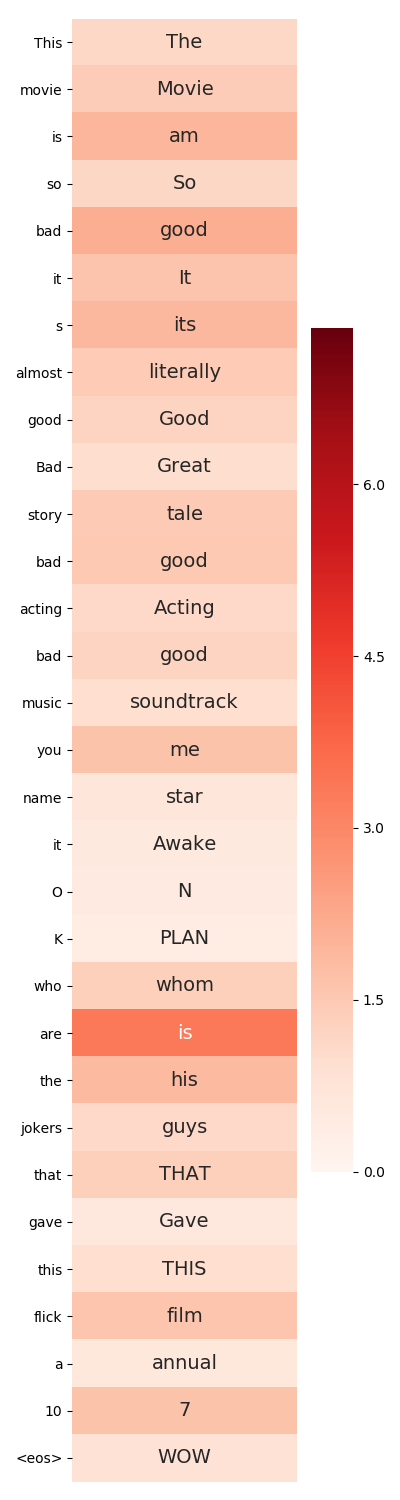 This The
movie Movie
is am
so So
bad good
it It
s its
almost literally
good Good
Bad Great
story tale
bad good
acting Acting
bad good
music soundtrack
you me
name star
it Awake
O N
K PLAN
who whom
are is
the his
jokers guys
that THAT
gave Gave
this THIS
flick film
a annual
10 7
<eos> WOW
6.0
4.5
3.0
1.5
0.0